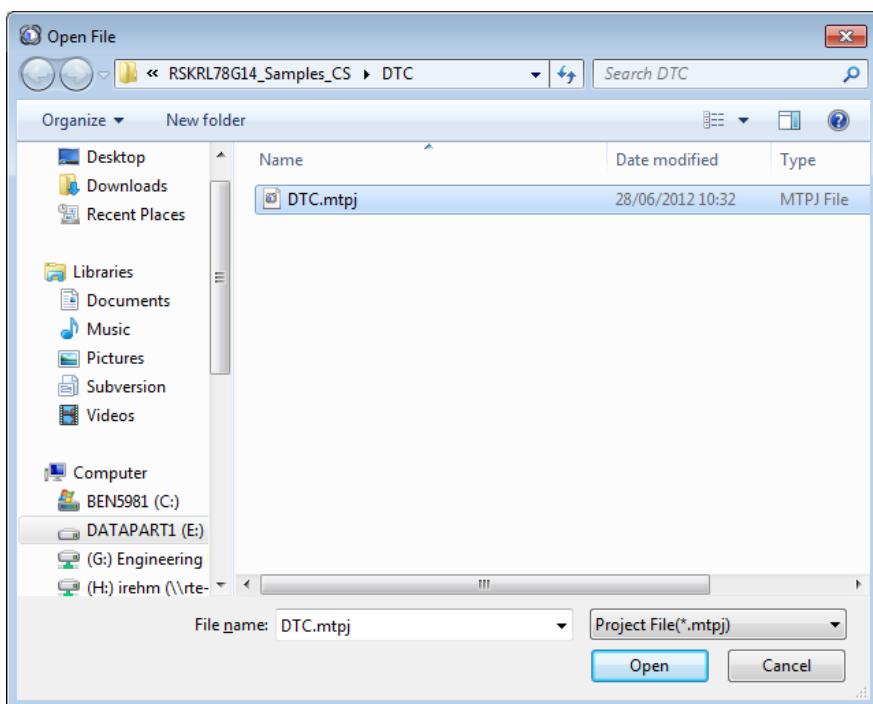 Open File
« RSKRL78G14_Samples_CS ▸ DTC
Search DTC
Organize
New folder
Desktop
Downloads
Recent Places
Libraries
Documents
Music
Pictures
Subversion
Videos
Computer
BEN5981 (C:)
DATAPART1 (E:)
(G:) Engineering
(H:) irehm (\\rte-
Name Date modified Type
DTC.mtpj 28/06/2012 10:32 MTPJ File
File name: DTC.mtpj Project File(*.mtpj)
Open Cancel